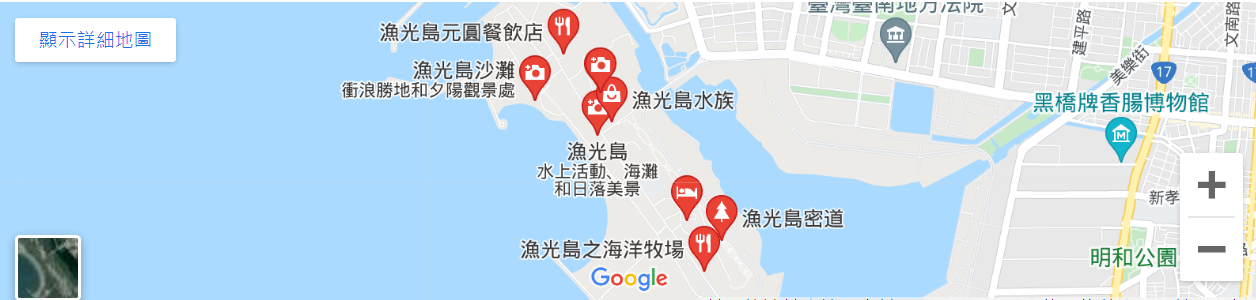 臺灣臺南地方法院
顯示詳細地圖
漁光島元圓餐飲店
漁光島沙灘
衝浪勝地和夕陽觀景處
漁光島水族
漁光島
水上活動、海灘
和日落美景
漁光島密道
漁光島之海洋牧場
Google
建平路
美樂街
文南路
17
黑橋牌香腸博物館
新孝
明和公園